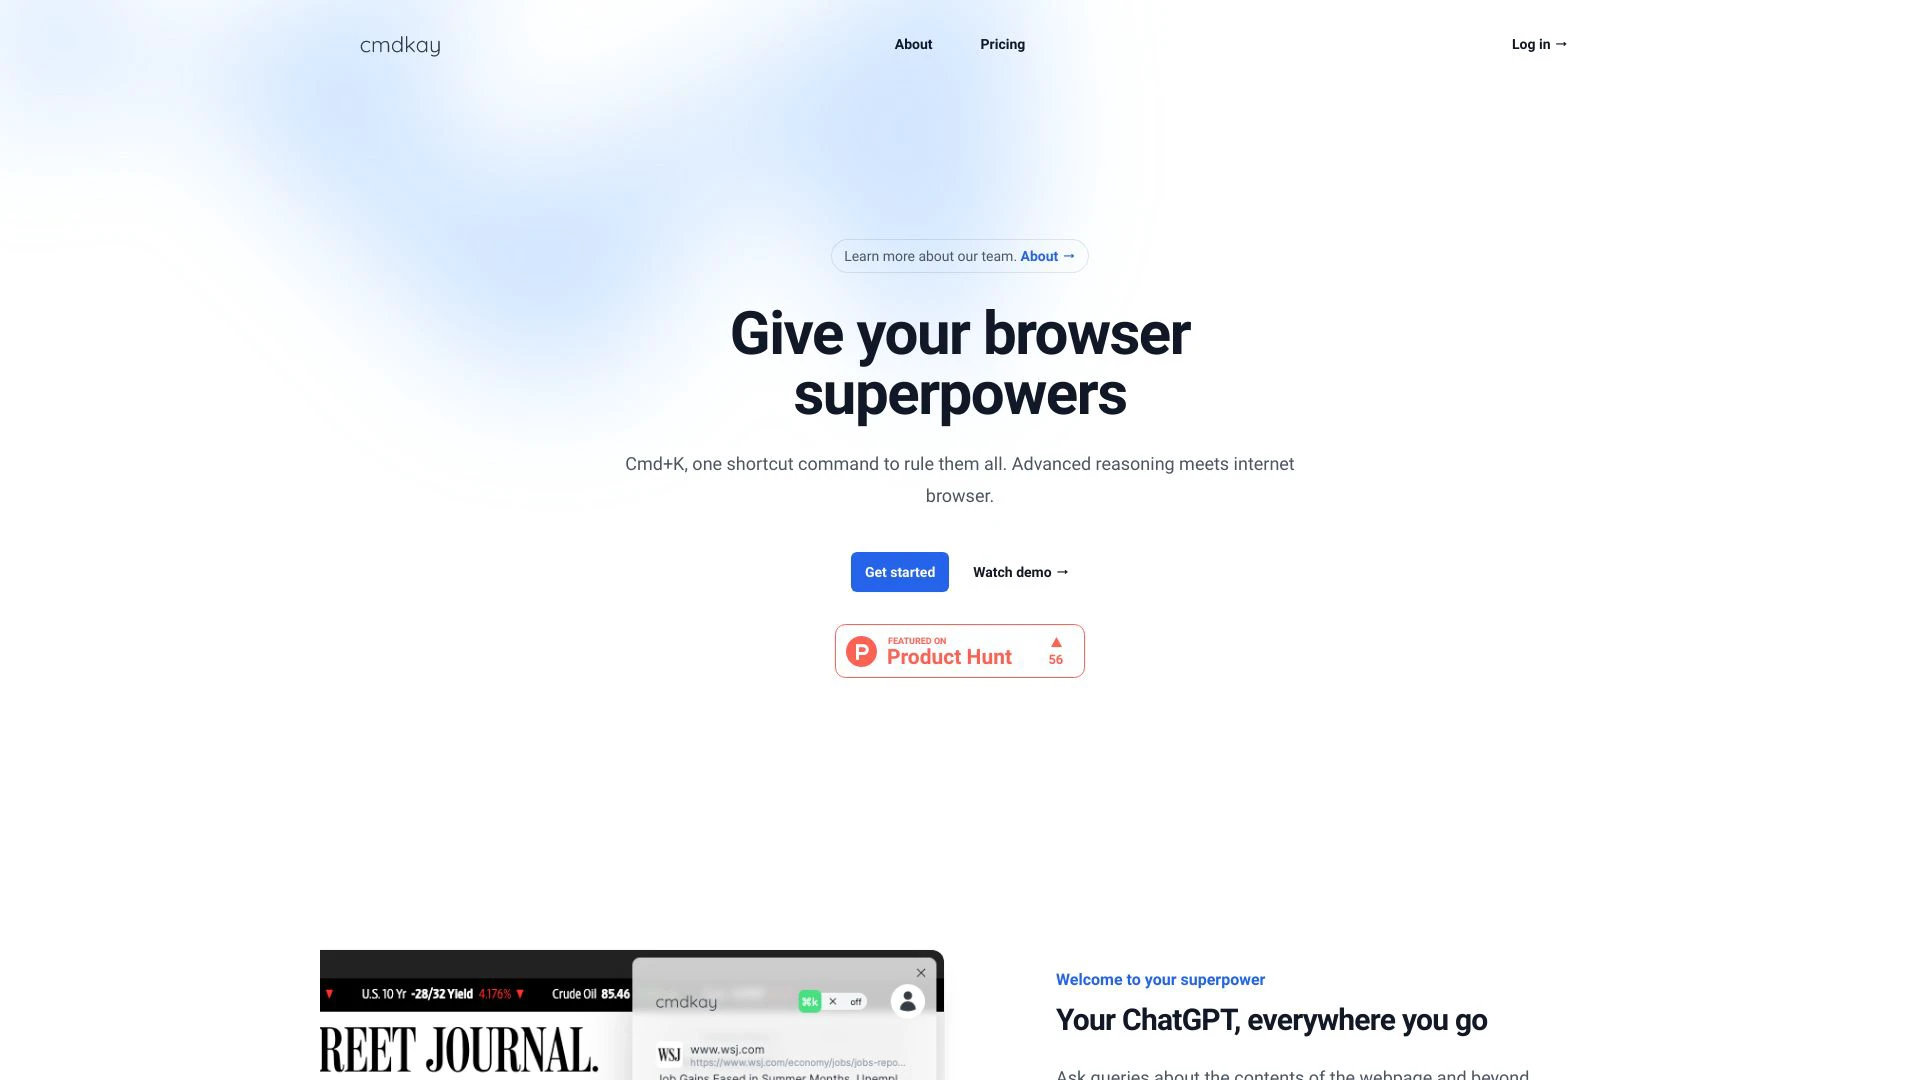 cmdkay
About
Pricing
Log in →
Learn more about our team. About →
Give your browser
superpowers
Cmd+K, one shortcut command to rule them all. Advanced reasoning meets internet
browser.
Get started
Watch demo →
P
FEATURED ON
Product Hunt
▲
56
▼ U.S. 10 Yr -28/32 Yield 4.176% ▼ Crude Oil 85.46
REET JOURNAL.
cmdkay
⌘k
off
WSJ
www.wsj.com
https://www.wsj.com/economy/jobs/jobs-repo...
Job Gains Eased in Summer Months, Unempl
Welcome to your superpower
Your ChatGPT, everywhere you go
Ask queries about the contents of the webpage and beyond